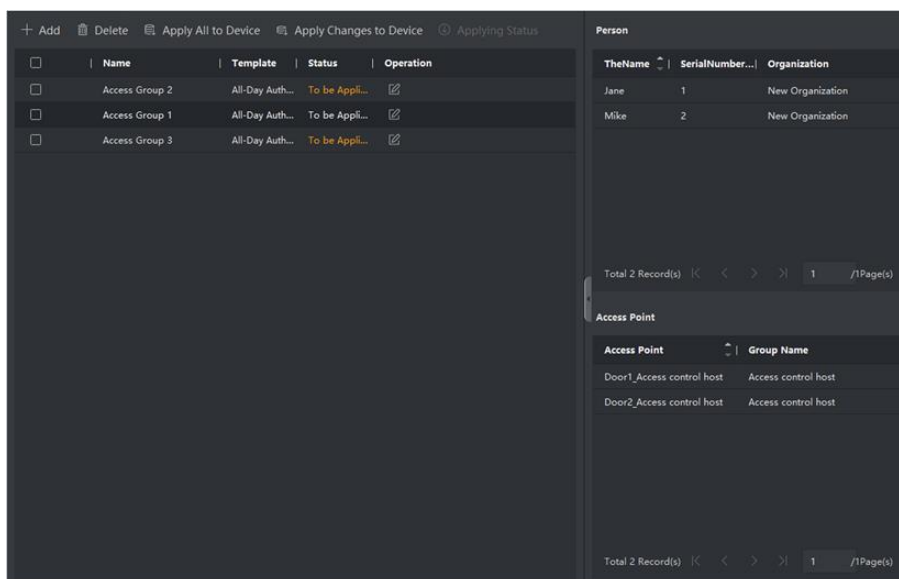 Add Delete Apply All to Device Apply Changes to Device Applying Status
Name Template Status Operation
Access Group 2 All-Day Auth... To be Appli...
Access Group 1 All-Day Auth... To be Appli...
Access Group 3 All-Day Auth... To be Appli...
Person
TheName SerialNumber... Organization
Jane 1 New Organization
Mike 2 New Organization
Total 2 Record(s) 1 /1Page(s)
Access Point
Access Point Group Name
Door1_Access control host Access control host
Door2_Access control host Access control host
Total 2 Record(s) 1 /1Page(s)